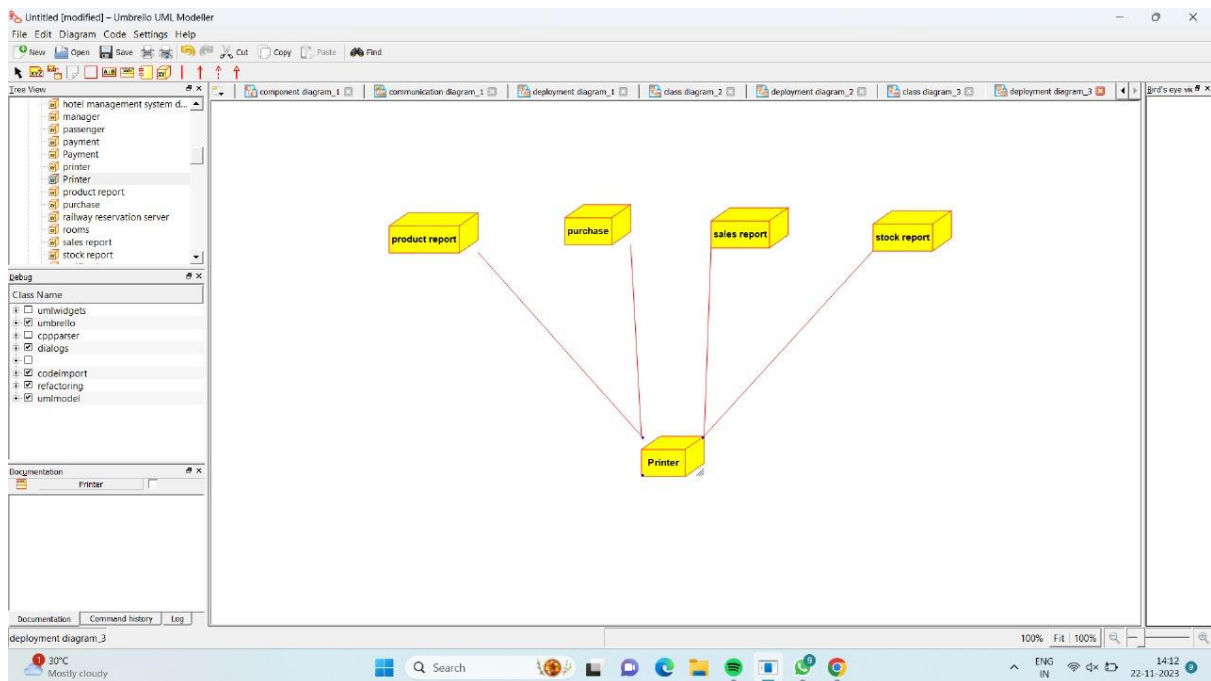 Untitled [modified] – Umbrello UML Modeller
File Edit Diagram Code Settings Help
New Open Save Cut Copy Paste Find
Tree View
component diagram_1 communication diagram_1 deployment diagram_1 class diagram_2 deployment diagram_2 class diagram_3 deployment diagram_3
Bird's eye vie
hotel management system d...
manager
passenger
payment
Payment
printer
Printer
product report
purchase
railway reservation server
rooms
sales report
stock report
Debug
Class Name
umlwidgets
umbrello
cppparser
dialogs
codeimport
refactoring
umlmodel
Documentation
Printer
Documentation Command history Log
product report
purchase
sales report
stock report
Printer
deployment diagram_3
100% Fit 100%
30°C
Mostly cloudy
Search
9
ENG
IN
14:12
22-11-2023
9